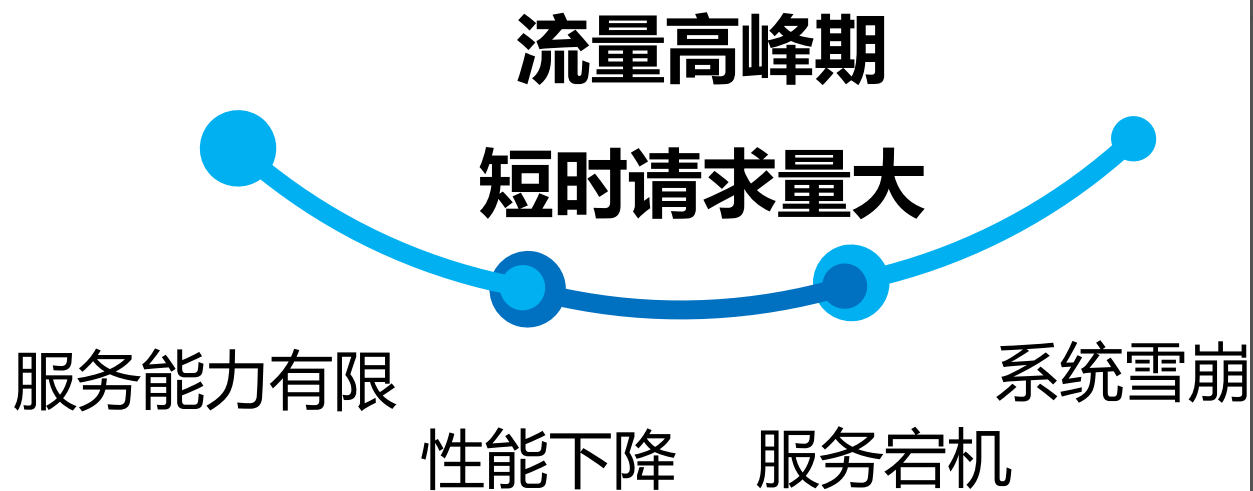 流量高峰期
短时请求量大
服务能力有限
性能下降
服务宕机
系统雪崩